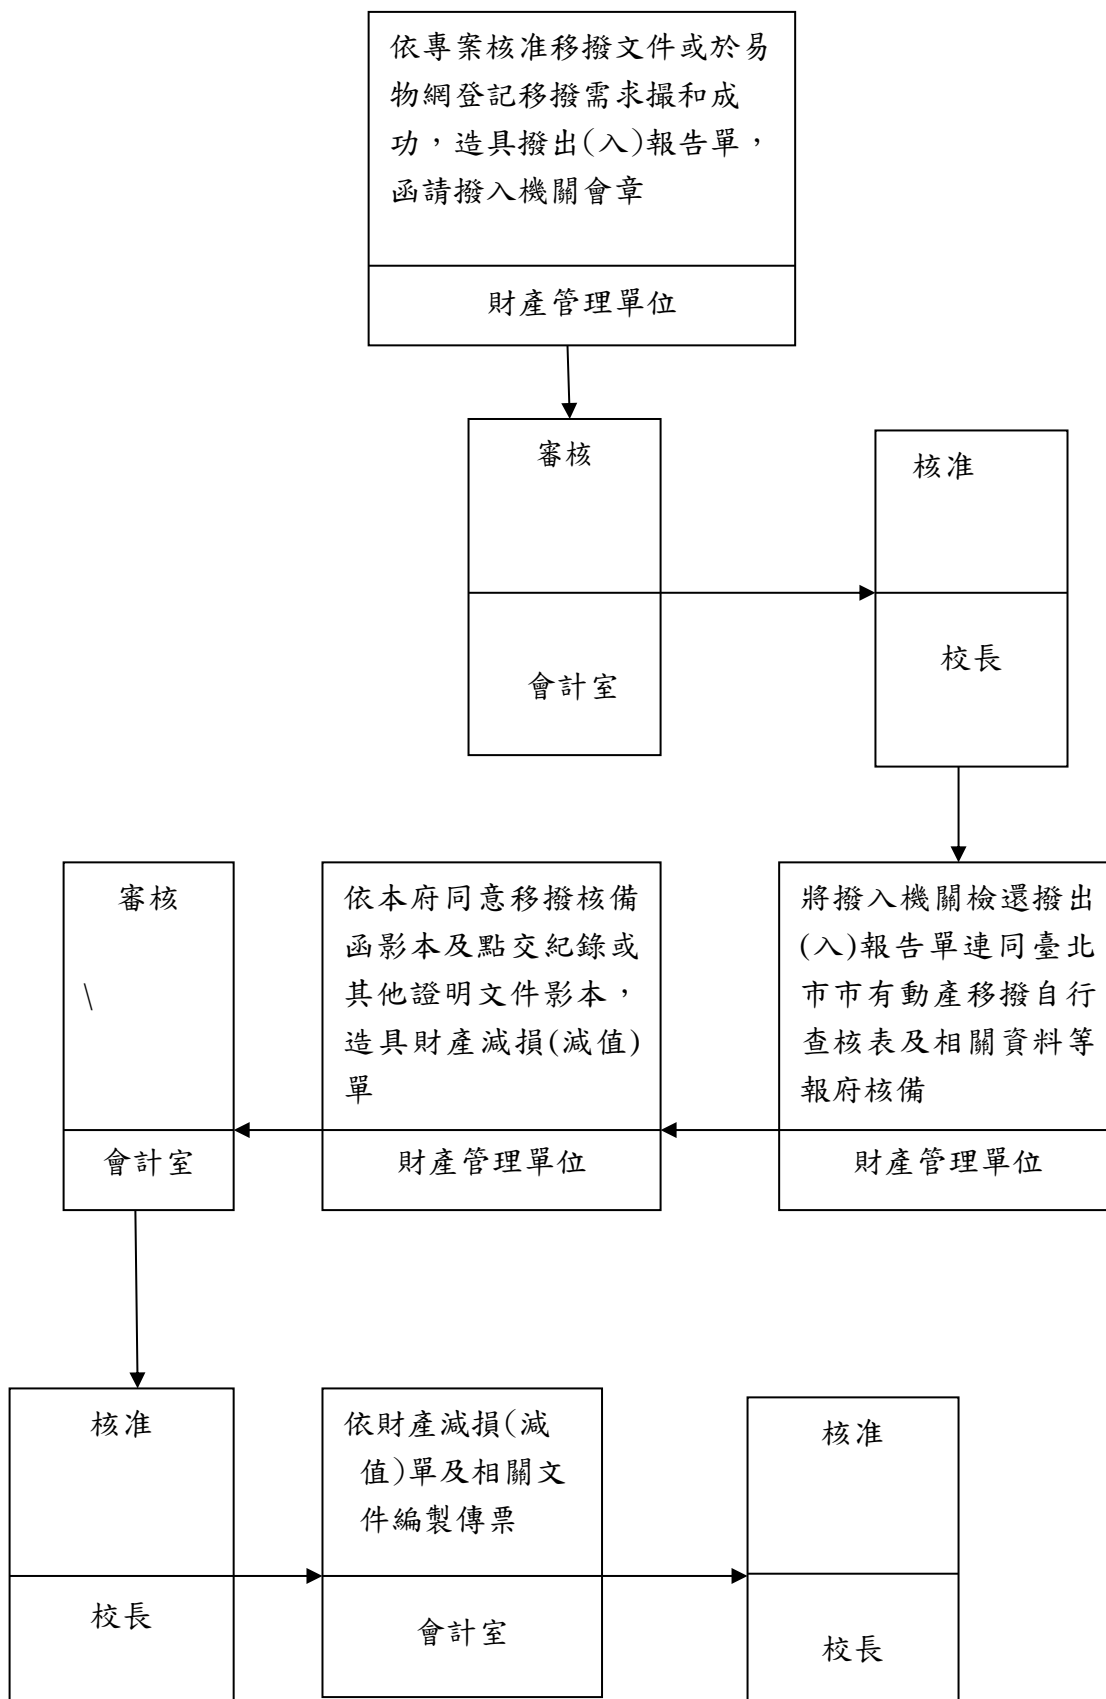 依專案核准移撥文件或於易
物網登記移撥需求撮和成
功，造具撥出(入)報告單，
函請撥入機關會章
財產管理單位
審核
會計室
核准
校長
將撥入機關檢還撥出
(入)報告單連同臺北
市市有動產移撥自行
查核表及相關資料等
報府核備
財產管理單位
依本府同意移撥核備
函影本及點交紀錄或
其他證明文件影本，
造具財產減損(減值)
單
財產管理單位
審核
\
會計室
核准
校長
依財產減損(減
值)單及相關文
件編製傳票
會計室
核准
校長